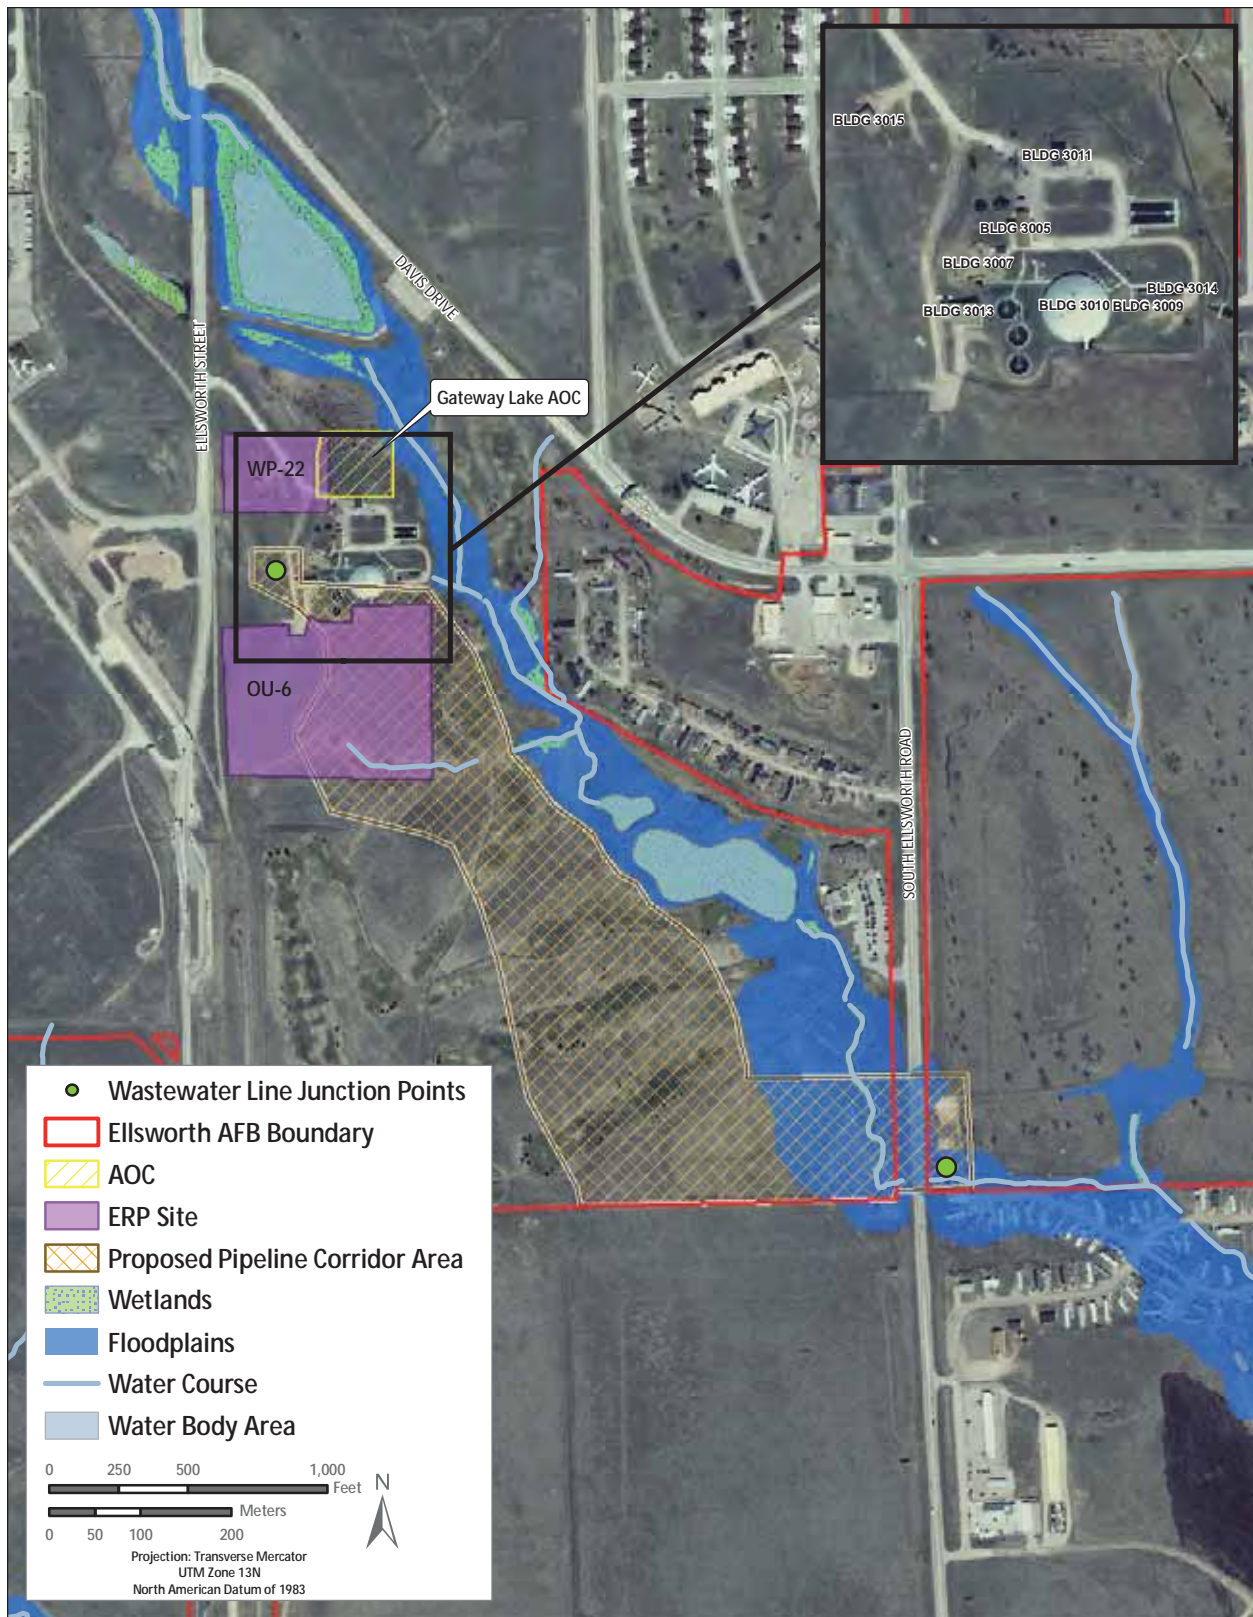 BLDG 3015
BLDG 3011
BLDG 3005
BLDG 3007
BLDG 3014
BLDG 3013
BLDG 3010
BLDG 3009
DAVIS DRIVE
ELLSWORTH STREET
Gateway Lake AOC
WP-22
OU-6
SOUTH ELLSWORTH ROAD
Wastewater Line Junction Points
Ellsworth AFB Boundary
AOC
ERP Site
Proposed Pipeline Corridor Area
Wetlands
Floodplains
Water Course
Water Body Area
0 250 500 1,000
Feet
N
Meters
0 50 100 200
Projection: Transverse Mercator
UTM Zone 13N
North American Datum of 1983